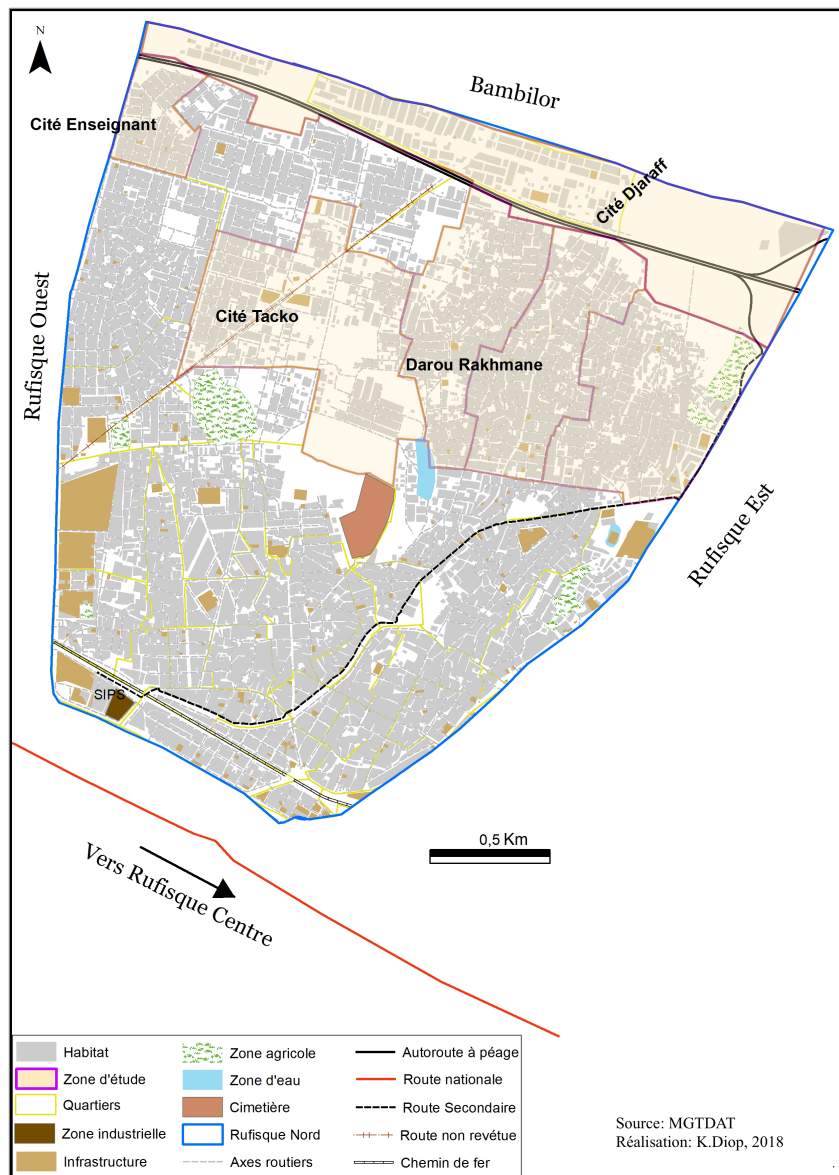 N
Bambilor
Cité Enseignant
Cité Djaraff
Rufisque Ouest
Cité Tacko
Darou Rakhmane
Rufisque Est
SIPS
0,5 Km
Vers Rufisque Centre
Habitat
Zone d'étude
Quartiers
Zone industrielle
Infrastructure
Zone agricole
Zone d'eau
Cimetière
Rufisque Nord
Axes routiers
Autoroute à péage
Route nationale
Route Secondaire
Route non revétue
Chemin de fer
Source: MGTDAT
Réalisation: K.Diop, 2018